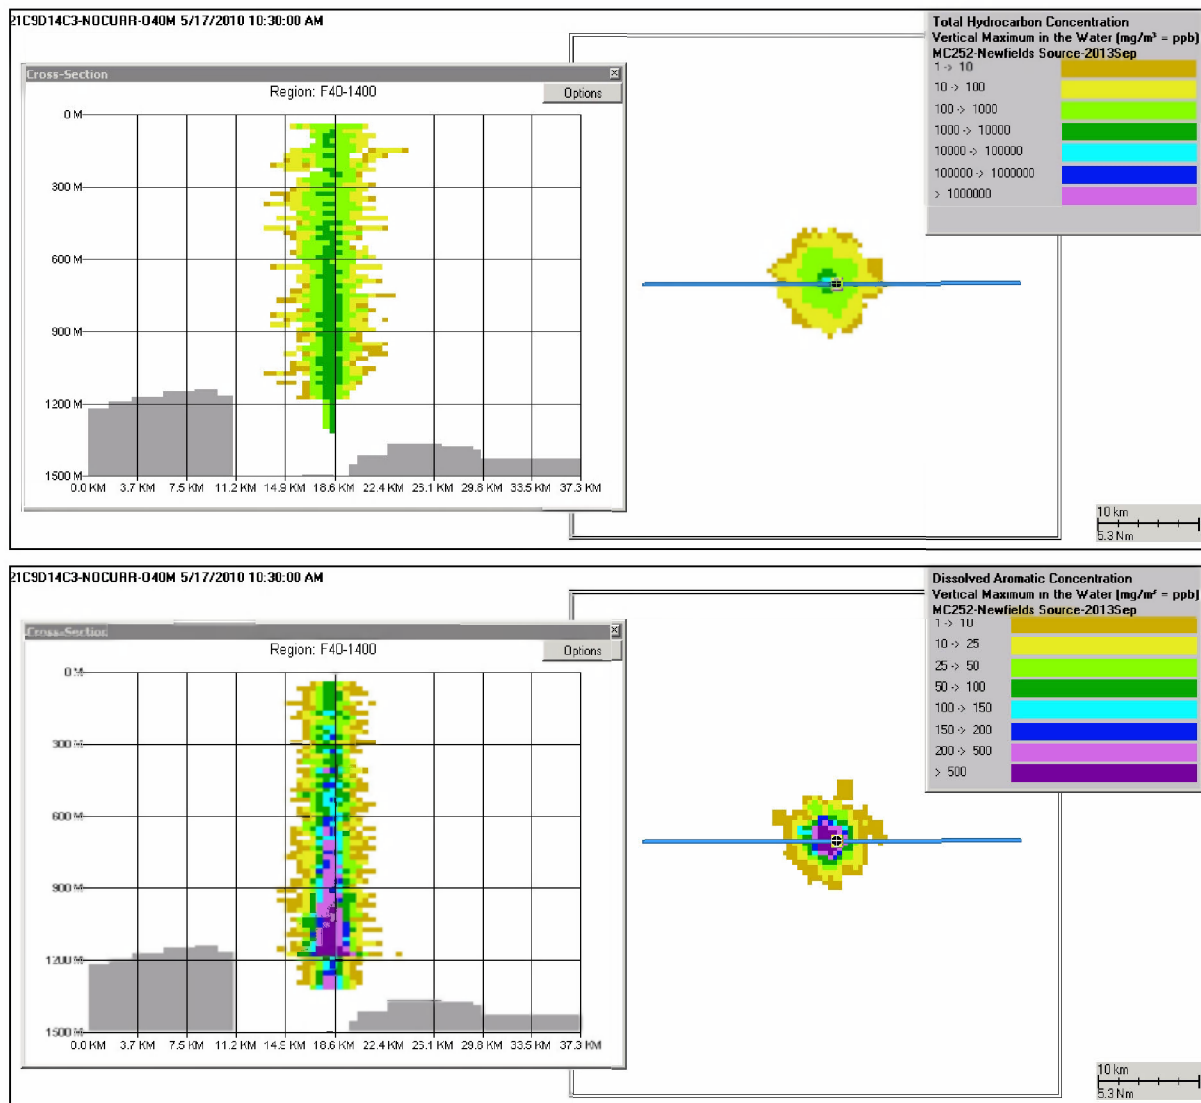 21C9D14C3-NOCURR-O40M 5/17/2010 10:30:00 AM
Total Hydrocarbon Concentration
Vertical Maximum in the Water (mg/m³ = ppb)
MC252-Newfields Source-2013Sep
1 -> 10
10 -> 100
100 -> 1000
1000 -> 10000
10000 -> 100000
100000 -> 1000000
> 1000000
Cross-Section
Region: F40-1400
Options
0 M
300 M
600 M
900 M
1200 M
1500 M
0.0 KM 3.7 KM 7.5 KM 11.2 KM 14.9 KM 18.6 KM 22.4 KM 26.1 KM 29.8 KM 33.5 KM 37.3 KM
10 km
5.3 Nm
21C9D14C3-NOCURR-O40M 5/17/2010 10:30:00 AM
Dissolved Aromatic Concentration
Vertical Maximum in the Water (mg/m³ = ppb)
MC252-Newfields Source-2013Sep
1 -> 10
10 -> 25
25 -> 50
50 -> 100
100 -> 150
150 -> 200
200 -> 500
> 500
Cross-Section
Region: F40-1400
Options
0 M
300 M
600 M
900 M
1200 M
1500 M
0.0 KM 3.7 KM 7.5 KM 11.2 KM 14.9 KM 18.6 KM 22.4 KM 26.1 KM 29.8 KM 33.5 KM 37.3 KM
10 km
5.3 Nm